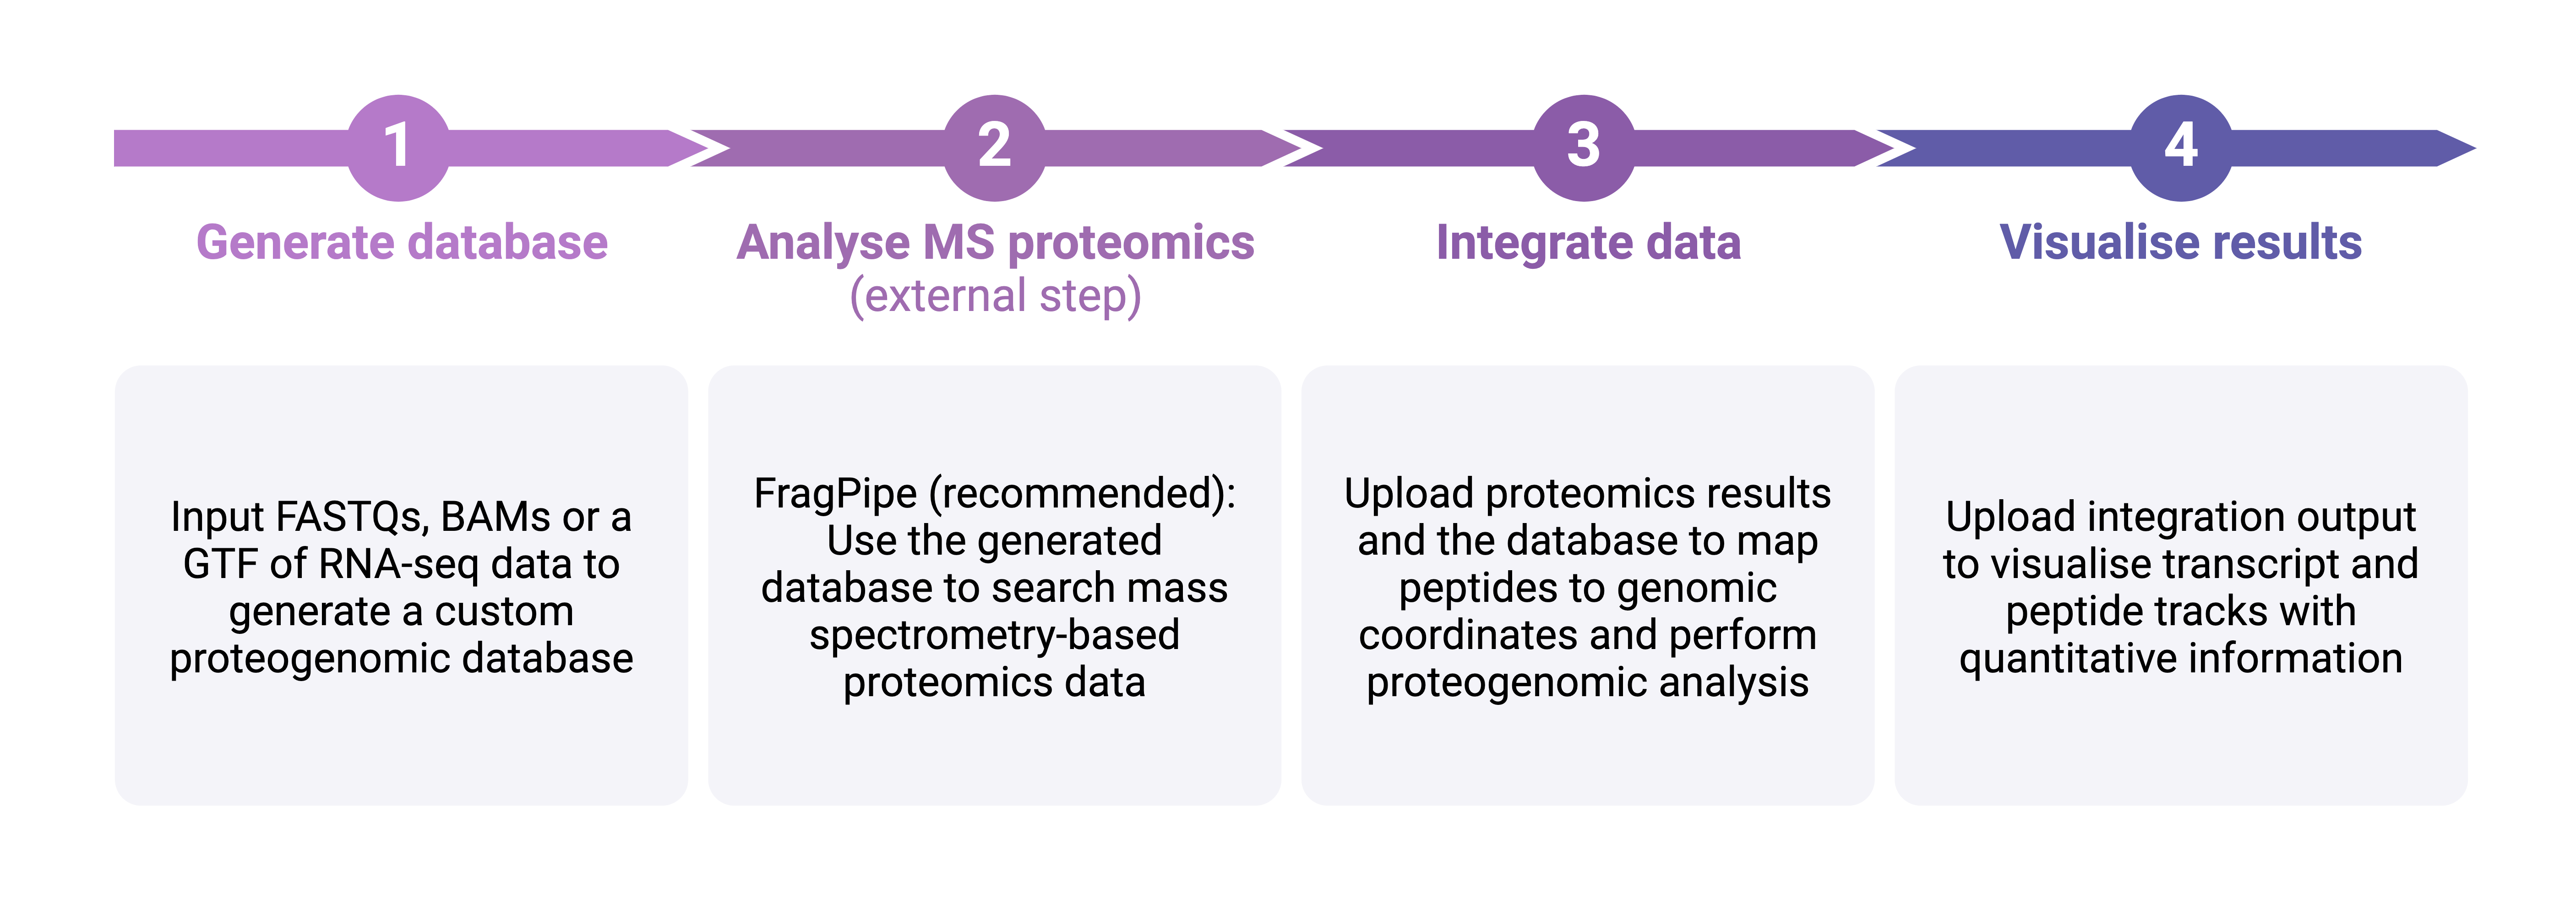 1
Generate database
Input FASTQs, BAMs or a
GTF of RNA-seq data to
generate a custom
proteogenomic database
2
Analyse MS proteomics
(external step)
FragPipe (recommended):
Use the generated
database to search mass
spectrometry-based
proteomics data
3
Integrate data
Upload proteomics results
and the database to map
peptides to genomic
coordinates and perform
proteogenomic analysis
4
Visualise results
Upload integration output
to visualise transcript and
peptide tracks with
quantitative information